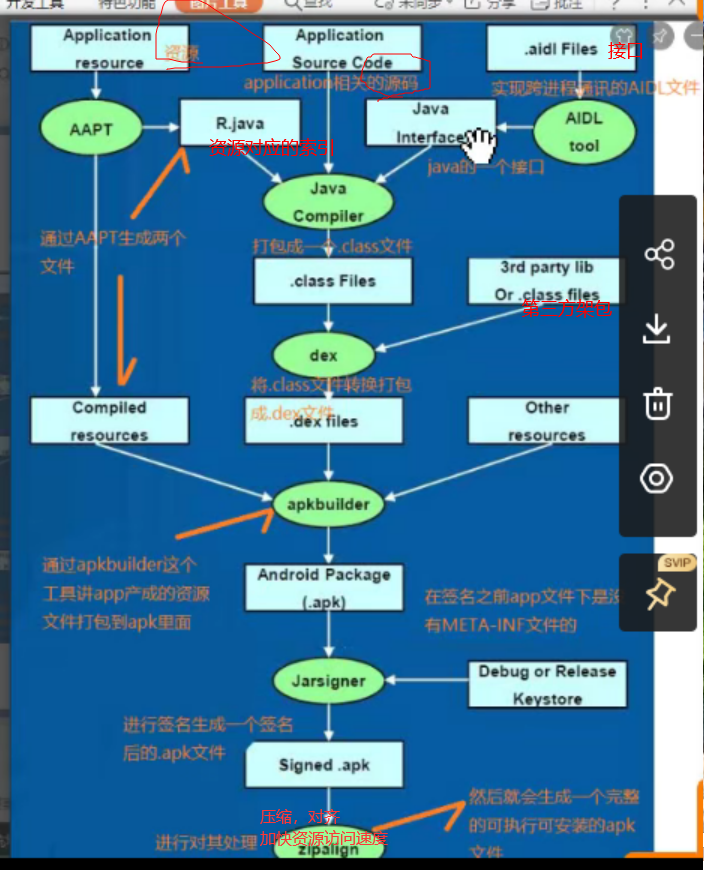 开发工具 特色功能 图片工具 查找 未同步 分享 批注
Application
resource
资源
Application
Source Code
application相关的源码
.aidl Files
接口
实现跨进程通讯的AIDL文件
AAPT
R.java
资源对应的索引
Java
Interfaces
java的一个接口
AIDL
tool
Java
Compiler
通过AAPT生成两个
文件
打包成一个.class文件
.class Files
3rd party lib
Or .class files
第三方架包
dex
将.class文件转换打包
成.dex文件
.dex files
Compiled
resources
Other
resources
apkbuilder
通过apkbuilder这个
工具讲app产成的资源
文件打包到apk里面
Android Package
(.apk)
在签名之前app文件下是没
有META-INF文件的
SVIP
Jarsigner
Debug or Release
Keystore
进行签名生成一个签名
后的.apk文件
Signed .apk
压缩，对齐
加快资源访问速度
进行对其处理
zipalign
然后就会生成一个完整
的可执行可安装的apk
文件